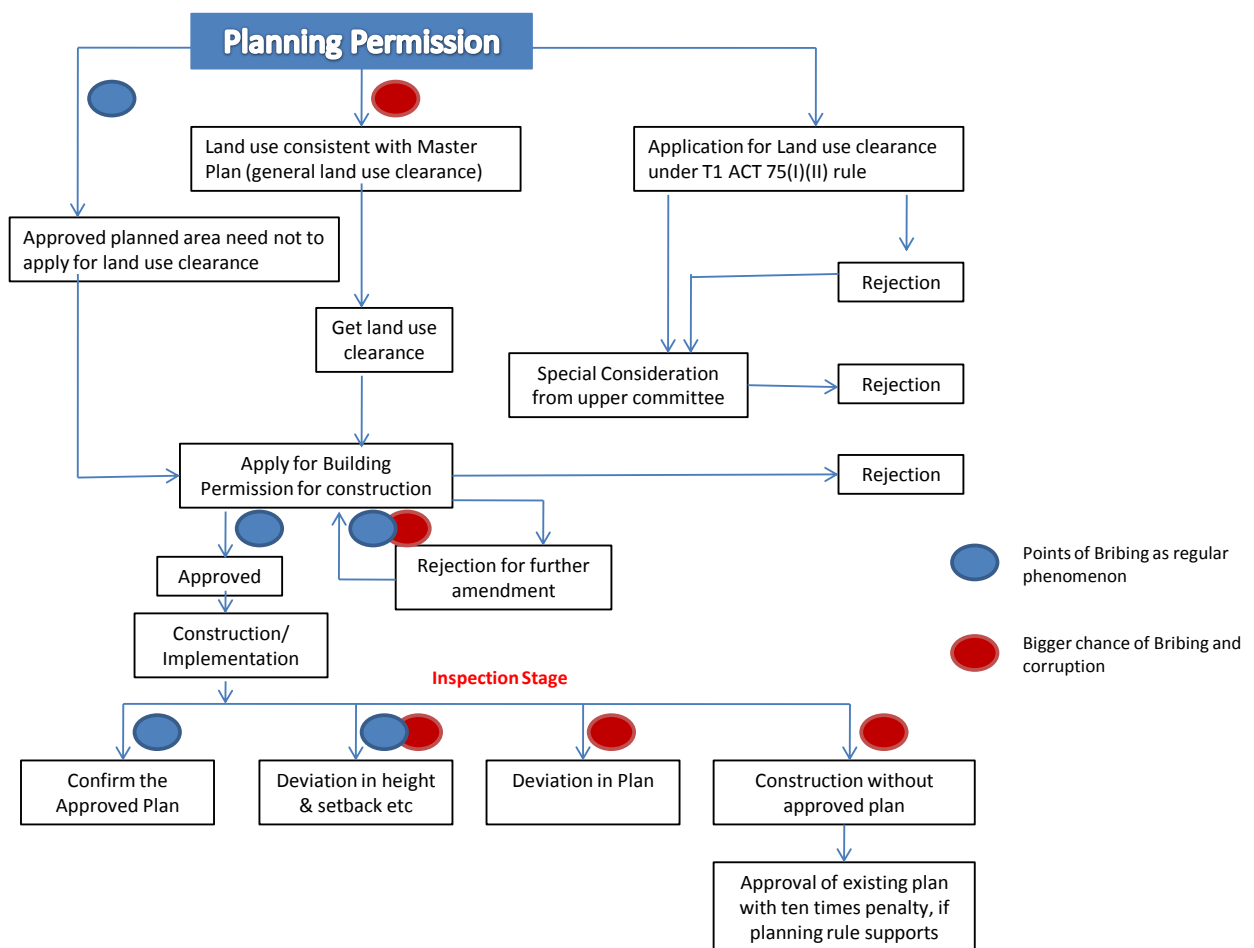 Planning Permission
Land use consistent with Master
Plan (general land use clearance)
Application for Land use clearance
under T1 ACT 75(I)(II) rule
Approved planned area need not to
apply for land use clearance
Rejection
Get land use
clearance
Special Consideration
from upper committee
Rejection
Apply for Building
Permission for construction
Rejection
Approved
Rejection for further
amendment
Points of Bribing as regular
phenomenon
Construction/
Implementation
Bigger chance of Bribing and
corruption
Inspection Stage
Confirm the
Approved Plan
Deviation in height
& setback etc
Deviation in Plan
Construction without
approved plan
Approval of existing plan
with ten times penalty, if
planning rule supports